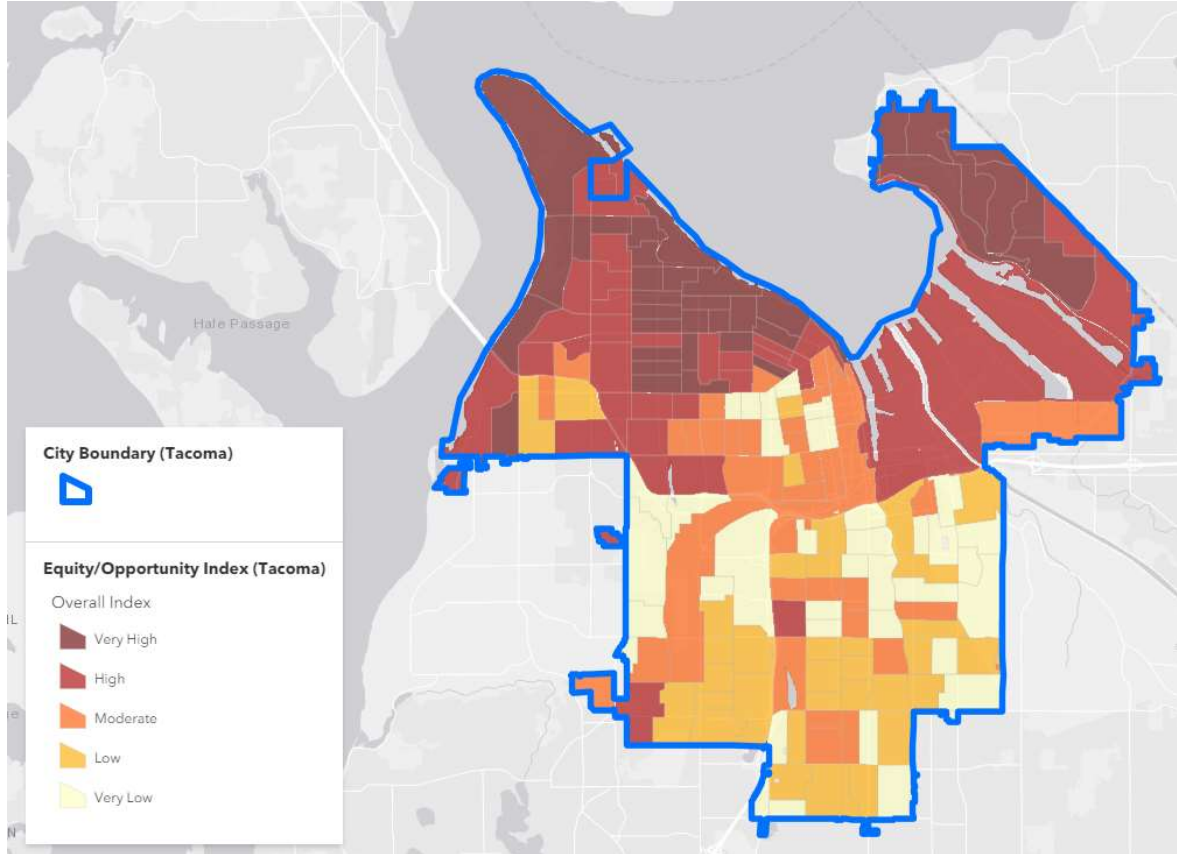 Hale Passage
City Boundary (Tacoma)
Equity/Opportunity Index (Tacoma)
Overall Index
Very High
High
Moderate
Low
Very Low